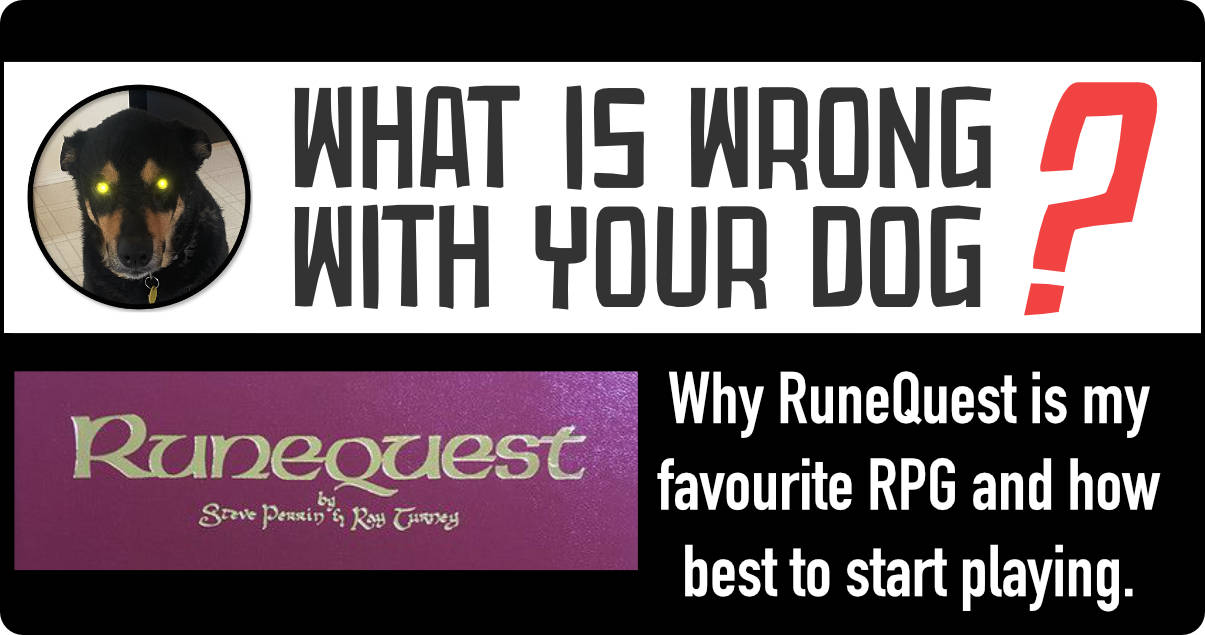 WHAT IS WRONG
WITH YOUR DOG?
RuneQuest
by
Steve Perrin & Ray Turney
Why RuneQuest is my
favourite RPG and how
best to start playing.